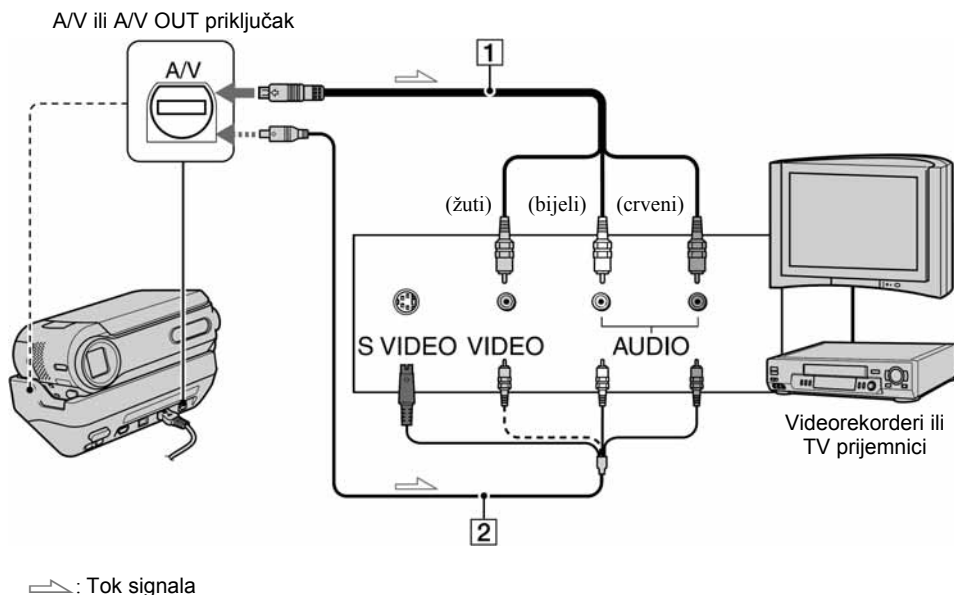 A/V ili A/V OUT priključak
A/V
1
(žuti) (bijeli) (crveni)
S VIDEO VIDEO AUDIO
Videorekorderi ili
TV prijemnici
2
: Tok signala